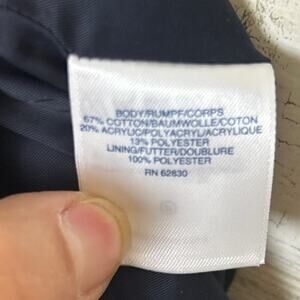 BODY/RUMPF/CORPS
67% COTTON/BAUMWOLLE/COTON
20% ACRYLIC/POLYACRYL/ACRYLIQUE
13% POLYESTER
LINING/FUTTER/DOUBLURE
100% POLYESTER
RN 62830